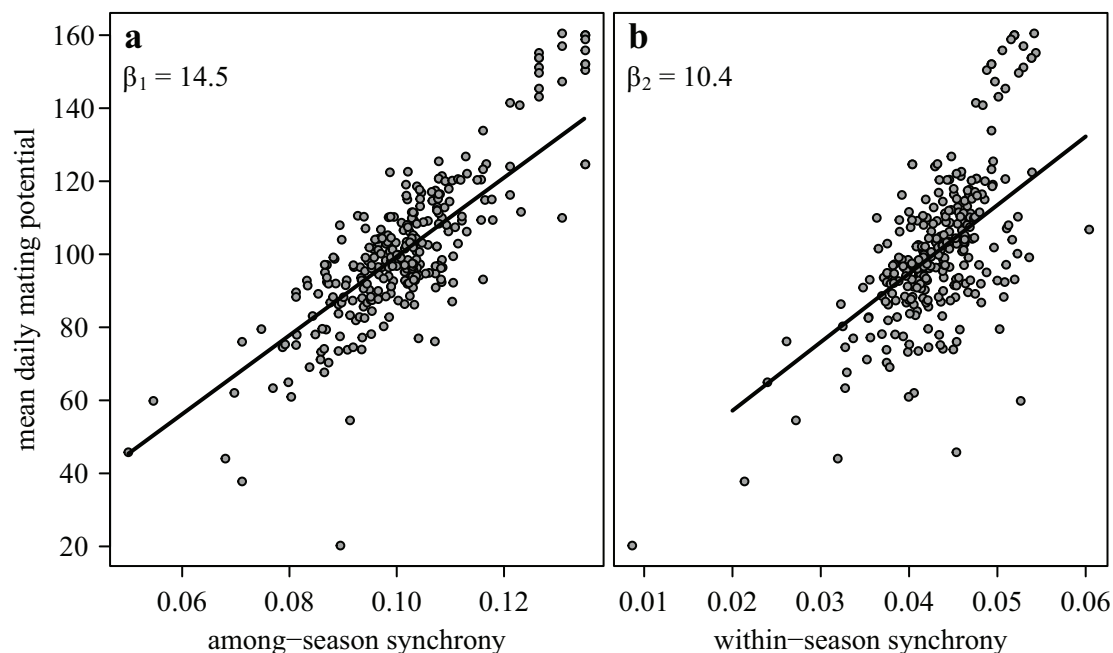 a
β1 = 14.5
b
β2 = 10.4
mean daily mating potential
160
140
120
100
80
60
40
20
0.06 0.08 0.10 0.12
0.01 0.02 0.03 0.04 0.05 0.06
among−season synchrony
within−season synchrony